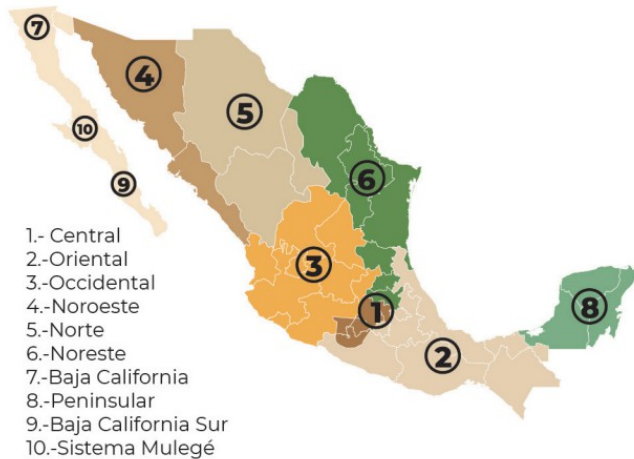 7
4
5
10
6
9
3
8
1
2
1.- Central
2.-Oriental
3.-Occidental
4.-Noroeste
5.-Norte
6.-Noreste
7.-Baja California
8.-Peninsular
9.-Baja California Sur
10.-Sistema Mulegé